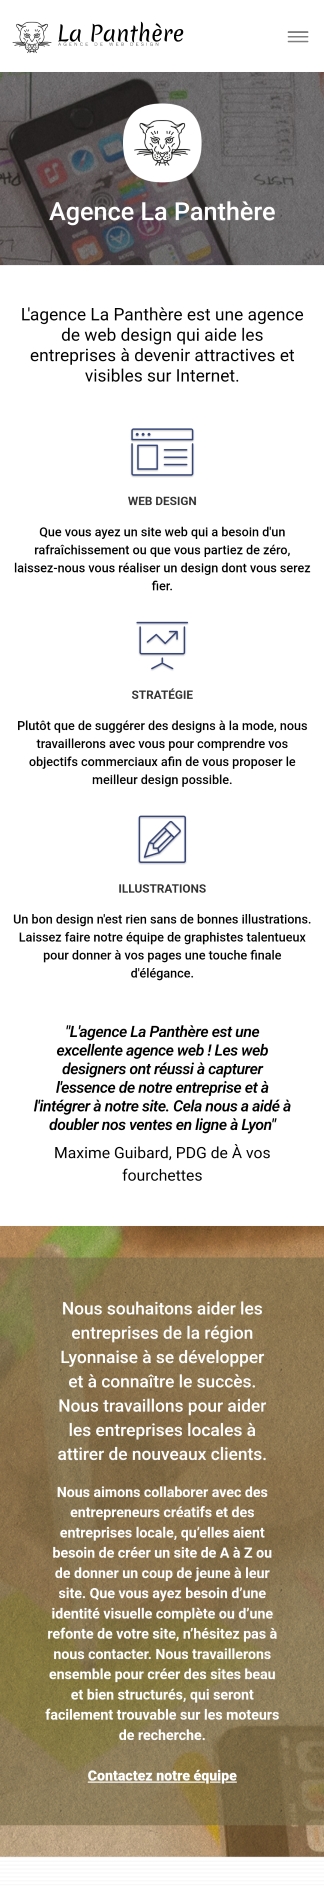 La Panthère
AGENCE DE WEB DESIGN
Agence La Panthère
L'agence La Panthère est une agence
de web design qui aide les
entreprises à devenir attractives et
visibles sur Internet.
WEB DESIGN
Que vous ayez un site web qui a besoin d'un
rafraîchissement ou que vous partiez de zéro,
laissez-nous vous réaliser un design dont vous serez
fier.
STRATÉGIE
Plutôt que de suggérer des designs à la mode, nous
travaillerons avec vous pour comprendre vos
objectifs commerciaux afin de vous proposer le
meilleur design possible.
ILLUSTRATIONS
Un bon design n'est rien sans de bonnes illustrations.
Laissez faire notre équipe de graphistes talentueux
pour donner à vos pages une touche finale
d'élégance.
"L'agence La Panthère est une
excellente agence web ! Les web
designers ont réussi à capturer
l'essence de notre entreprise et à
l'intégrer à notre site. Cela nous a aidé à
doubler nos ventes en ligne à Lyon"
Maxime Guibard, PDG de À vos
fourchettes
Nous souhaitons aider les
entreprises de la région
Lyonnaise à se développer
et à connaître le succès.
Nous travaillons pour aider
les entreprises locales à
attirer de nouveaux clients.
Nous aimons collaborer avec des
entrepreneurs créatifs et des
entreprises locale, qu’elles aient
besoin de créer un site de A à Z ou
de donner un coup de jeune à leur
site. Que vous ayez besoin d’une
identité visuelle complète ou d’une
refonte de votre site, n’hésitez pas à
nous contacter. Nous travaillerons
ensemble pour créer des sites beau
et bien structurés, qui seront
facilement trouvable sur les moteurs
de recherche.
Contactez notre équipe